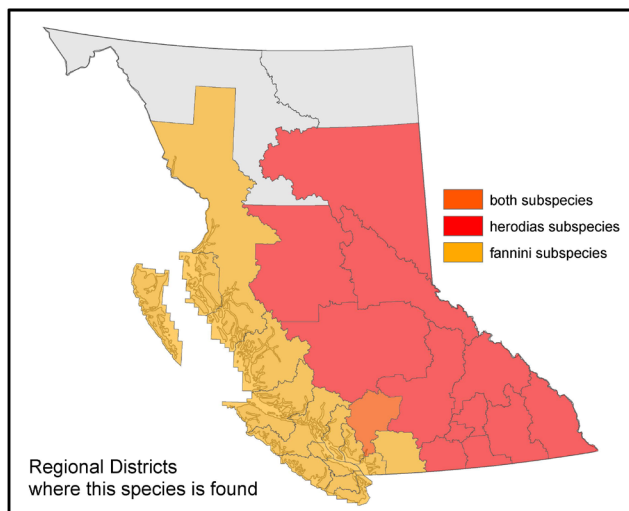 both subspecies
herodias subspecies
fannini subspecies
Regional Districts
where this species is found